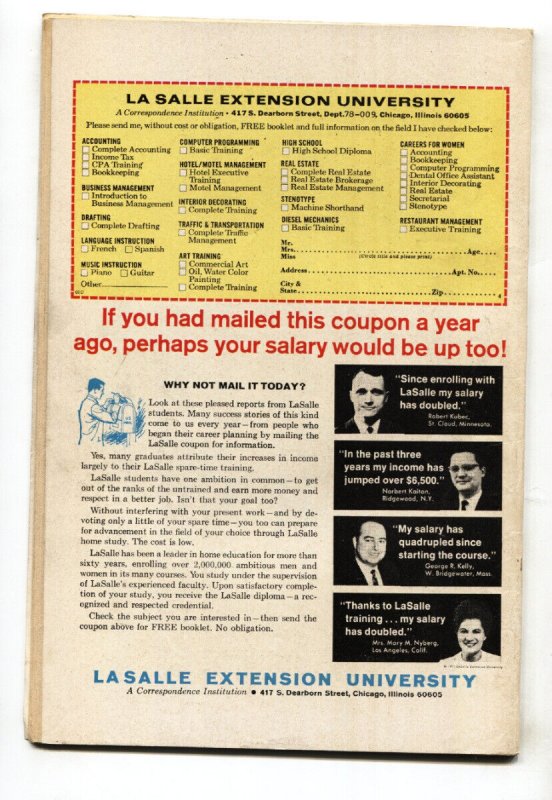 LA SALLE EXTENSION UNIVERSITY
A Correspondence Institution • 417 S. Dearborn Street, Dept. 78-009, Chicago, Illinois 60605
Please send me, without cost or obligation, FREE booklet and full information on the field I have checked below:
ACCOUNTING
Complete Accounting
Income Tax
CPA Training
Bookkeeping
BUSINESS MANAGEMENT
Introduction to
Business Management
DRAFTING
Complete Drafting
LANGUAGE INSTRUCTION
French Spanish
MUSIC INSTRUCTION
Piano Guitar
Other
COMPUTER PROGRAMMING
Basic Training
HOTEL/MOTEL MANAGEMENT
Hotel Executive
Training
Motel Management
INTERIOR DECORATING
Complete Training
TRAFFIC & TRANSPORTATION
Complete Traffic
Management
ART TRAINING
Commercial Art
Oil, Water Color
Painting
Complete Training
HIGH SCHOOL
High School Diploma
REAL ESTATE
Complete Real Estate
Real Estate Brokerage
Real Estate Management
STENOTYPE
Machine Shorthand
DIESEL MECHANICS
Basic Training
CAREERS FOR WOMEN
Accounting
Bookkeeping
Computer Programming
Dental Office Assistant
Interior Decorating
Real Estate
Secretarial
Stenotype
RESTAURANT MANAGEMENT
Executive Training
Mr.
Mrs. Age
Miss (Circle title and please print)
Address Apt. No.
City &
State Zip
4
If you had mailed this coupon a year
ago, perhaps your salary would be up too!
WHY NOT MAIL IT TODAY?
Look at these pleased reports from LaSalle
students. Many success stories of this kind
come to us every year—from people who
began their career planning by mailing the
LaSalle coupon for information.
Yes, many graduates attribute their increases in income
largely to their LaSalle spare-time training.
LaSalle students have one ambition in common—to get
out of the ranks of the untrained and earn more money and
respect in a better job. Isn't that your goal too?
Without interfering with your present work—and by de-
voting only a little of your spare time—you can prepare
for advancement in the field of your choice through LaSalle
home study. The cost is low.
LaSalle has been a leader in home education for more than
sixty years, enrolling over 2,000,000 ambitious men and
women in its many courses. You study under the supervision
of LaSalle's experienced faculty. Upon satisfactory comple-
tion of your study, you receive the LaSalle diploma—a rec-
ognized and respected credential.
Check the subject you are interested in—then send the
coupon above for FREE booklet. No obligation.
"Since enrolling with
LaSalle my salary
has doubled."
Robert Kubec,
St. Cloud, Minnesota.
"In the past three
years my income has
jumped over $6,500."
Norbert Kaiton,
Ridgewood, N.Y.
"My salary has
quadrupled since
starting the course."
George R. Kelly,
W. Bridgewater, Mass.
"Thanks to LaSalle
training . . . my salary
has doubled."
Mrs. Mary M. Nyberg,
Los Angeles, Calif.
LASALLE EXTENSION UNIVERSITY
A Correspondence Institution • 417 S. Dearborn Street, Chicago, Illinois 60605